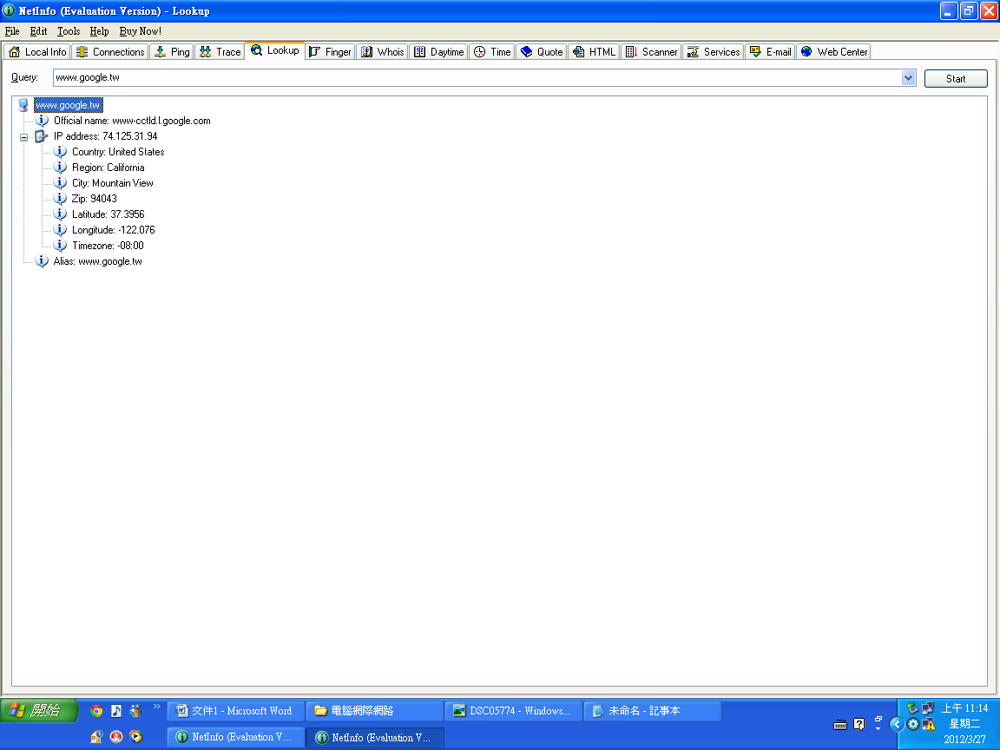 NetInfo (Evaluation Version) - Lookup
File Edit Tools Help Buy Now!
Local Info Connections Ping Trace Lookup Finger Whois Daytime Time Quote HTML Scanner Services E-mail Web Center
Query: www.google.tw Start
www.google.tw
Official name: www-cctld.l.google.com
IP address: 74.125.31.94
Country: United States
Region: California
City: Mountain View
Zip: 94043
Latitude: 37.3956
Longitude: -122.076
Timezone: -08:00
Alias: www.google.tw
開始 文件1 - Microsoft Word 電腦網際網路 DSC05774 - Windows... 未命名 - 記事本 上午 11:14
星期二
NetInfo (Evaluation V... NetInfo (Evaluation V... 2012/3/27